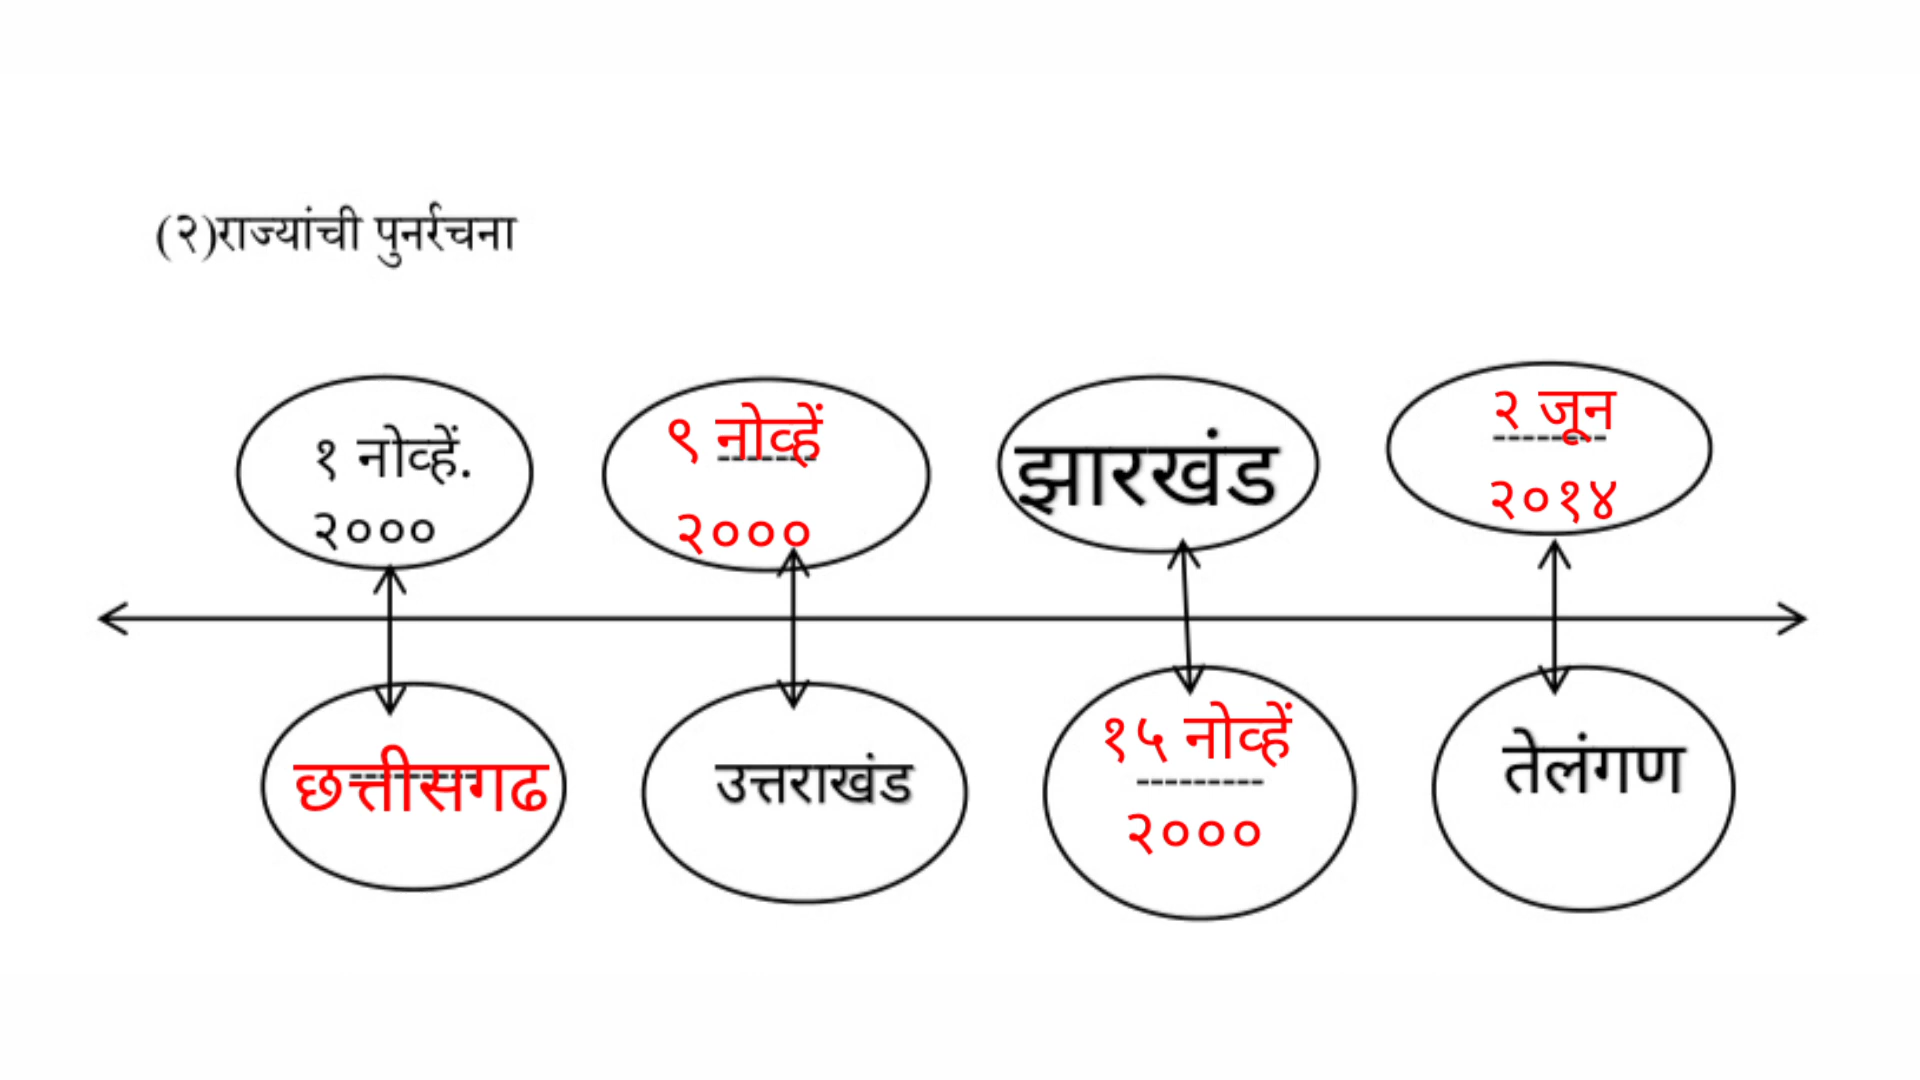 (२)राज्यांची पुनर्रचना
१ नोव्हें.
२०००
९ नोव्हें
-------
२०००
झारखंड
२ जून
--------
२०१४
छत्तीसगढ
---------
उत्तराखंड
१५ नोव्हें
---------
२०००
तेलंगण